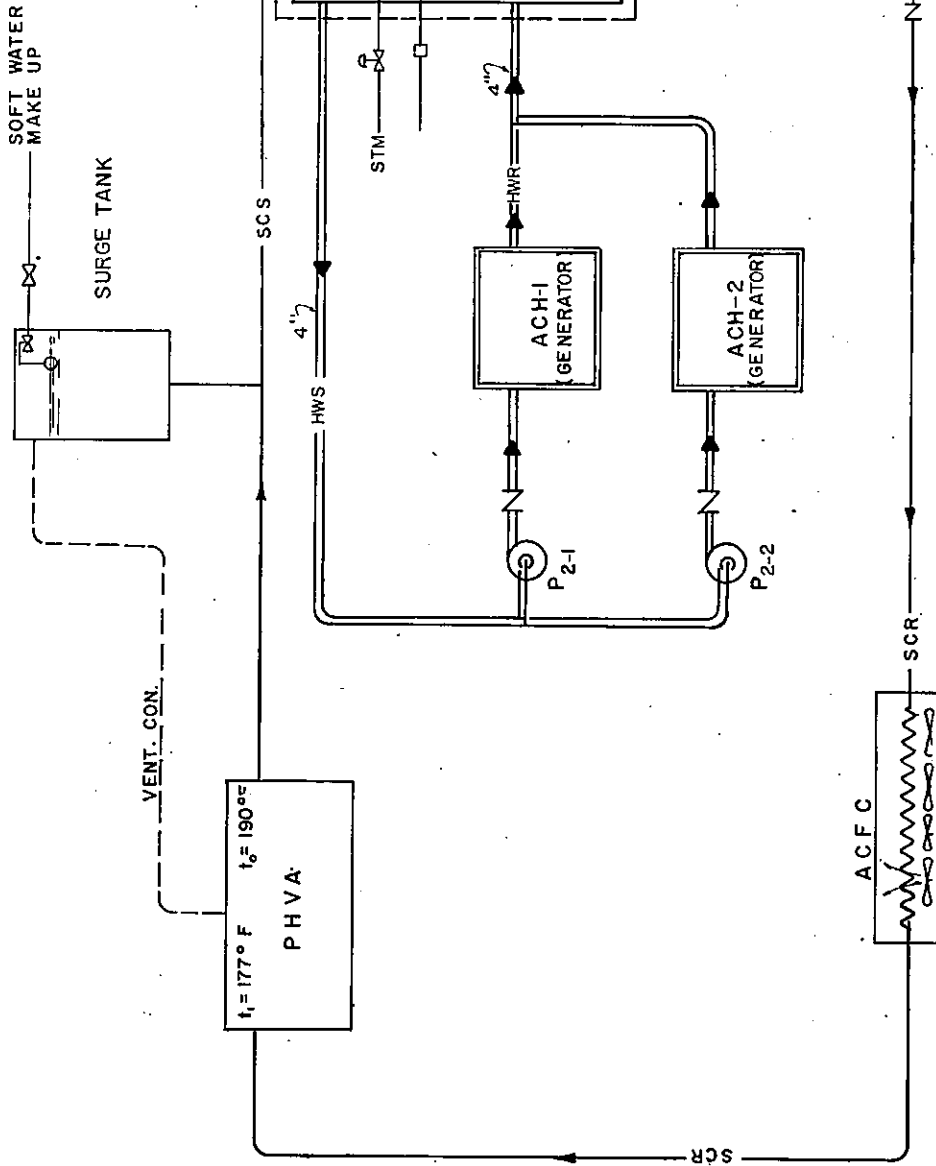 SOFT WATER
MAKE UP
SURGE TANK
SCS
VENT. CON.
t₁ = 177° F
t₀ = 190°F
PHVA
4"
HWS
STM
4"
HWR
ACH-1
(GENERATOR)
ACH-2
(GENERATOR)
P2-1
P2-2
N
SCR
ACFC
SCR